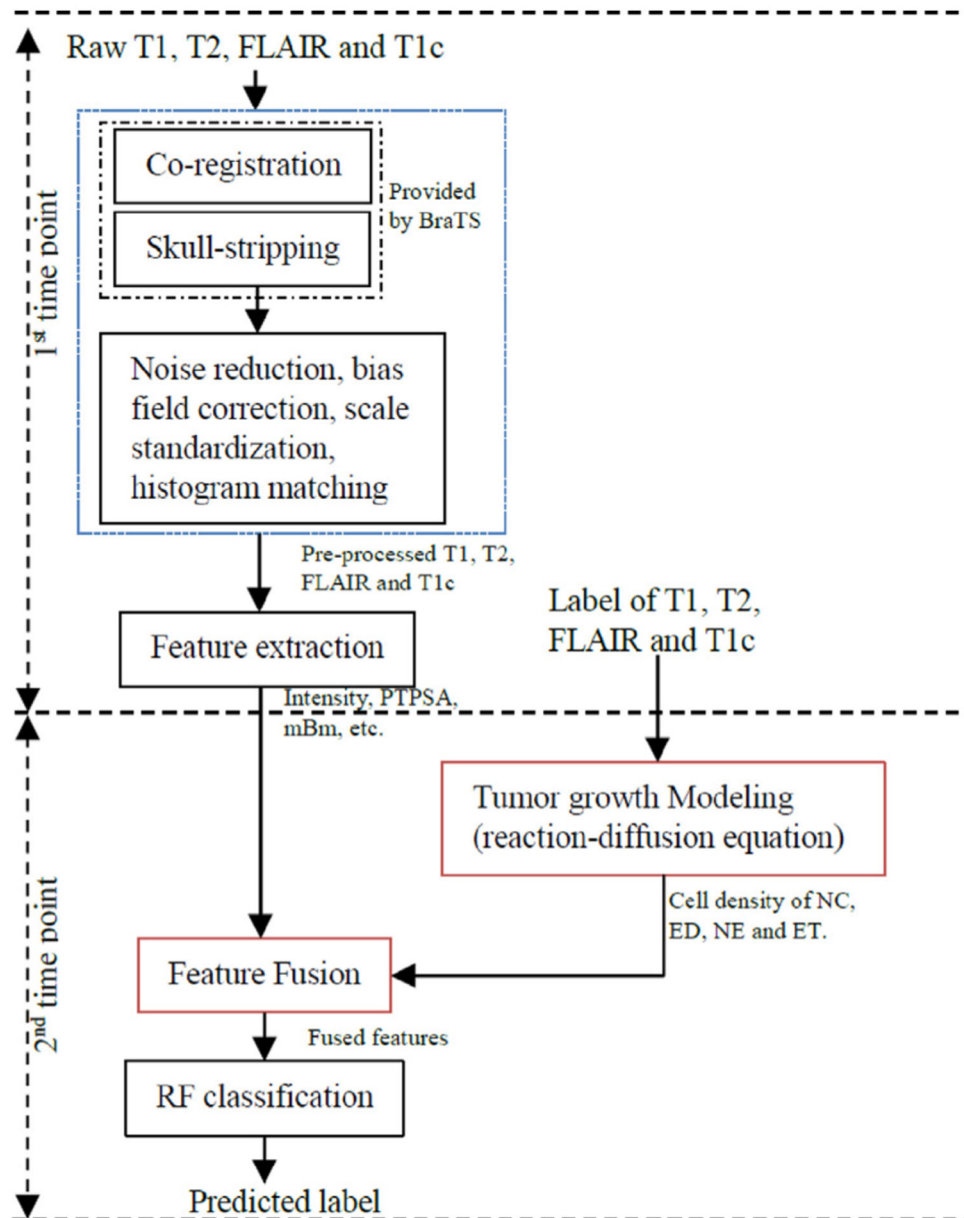 Raw T1, T2, FLAIR and T1c
Co-registration
Skull-stripping
Provided
by BraTS
1st time point
Noise reduction, bias
field correction, scale
standardization,
histogram matching
Pre-processed T1, T2,
FLAIR and T1c
Feature extraction
Label of T1, T2,
FLAIR and T1c
Intensity, PTPSA,
mBm, etc.
Tumor growth Modeling
(reaction-diffusion equation)
Cell density of NC,
ED, NE and ET.
2nd time point
Feature Fusion
Fused features
RF classification
Predicted label